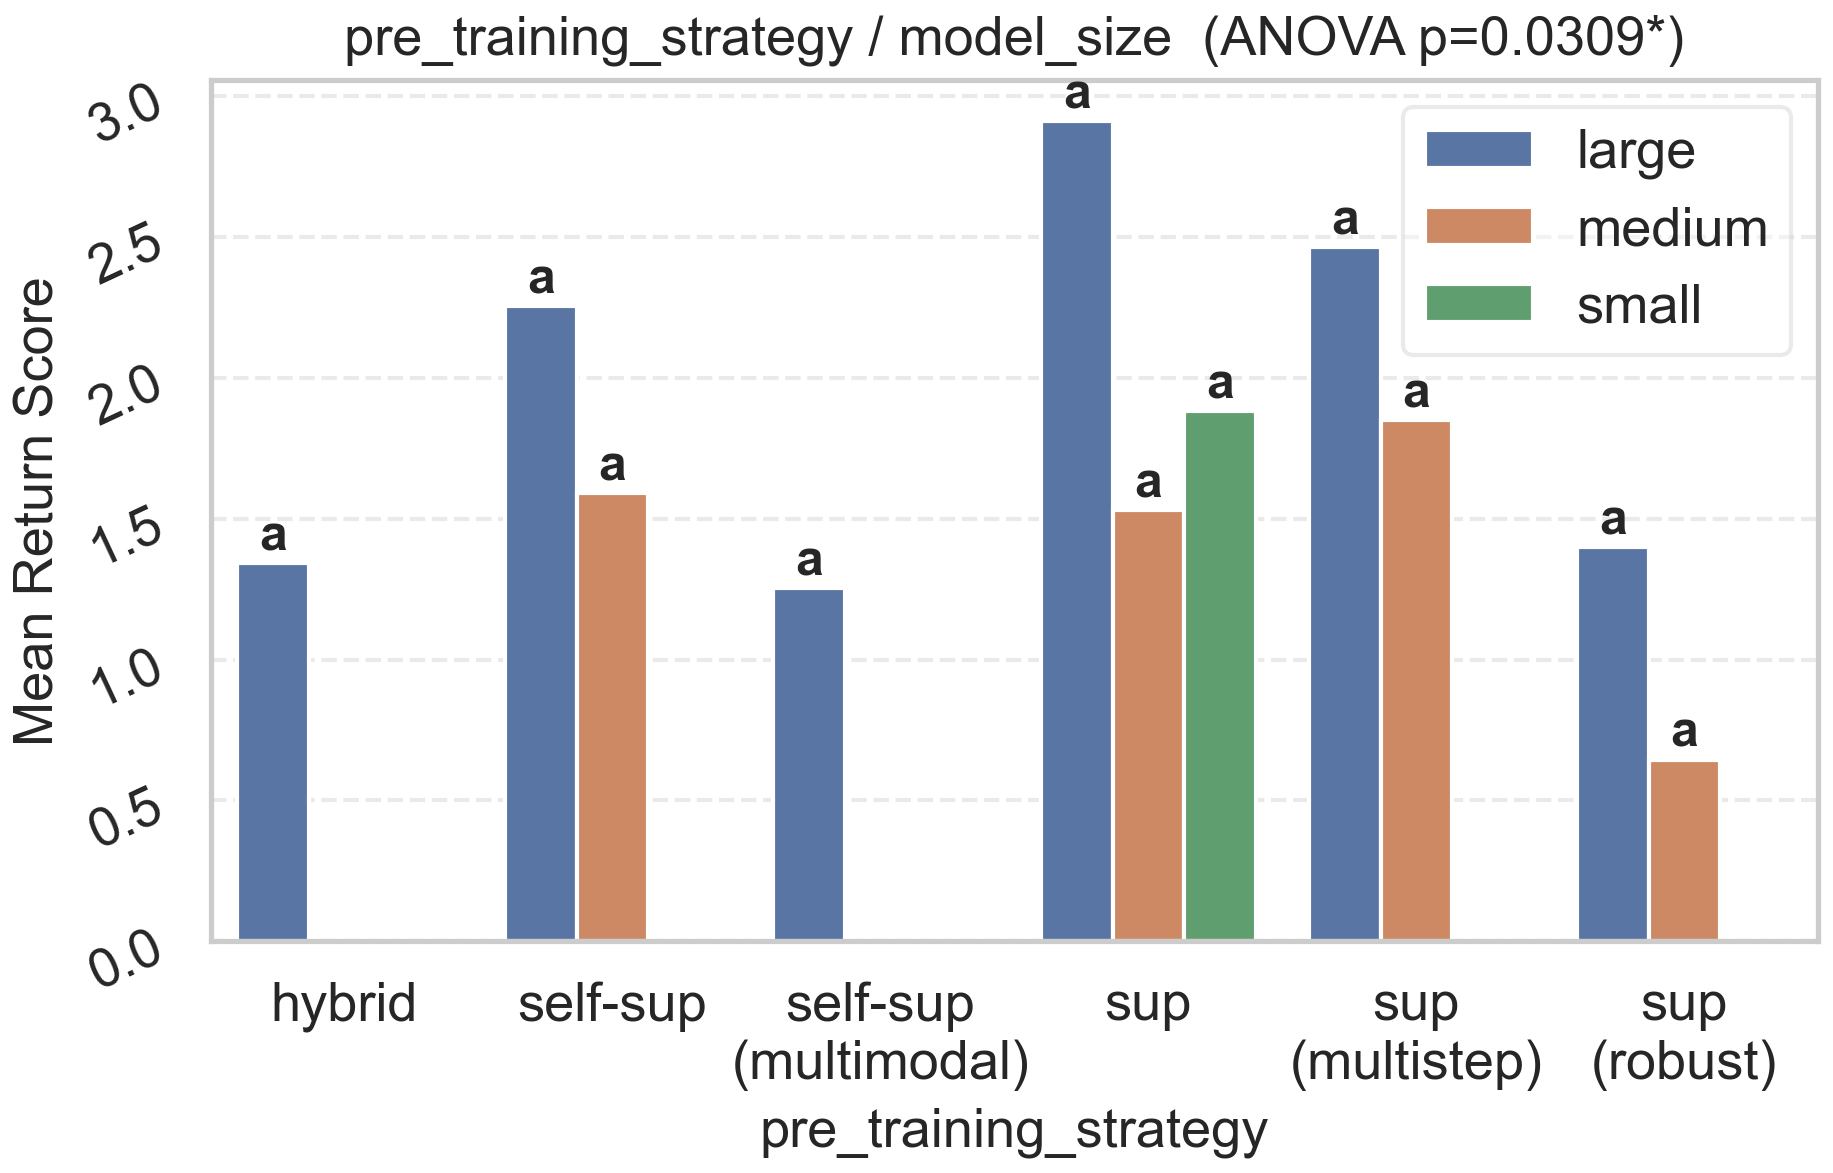 pre_training_strategy / model_size (ANOVA p=0.0309*)
Mean Return Score
3.0
2.5
2.0
1.5
1.0
0.5
0.0
a
a
a
a
a
a
a
a
a
a
a
large
medium
small
hybrid
self-sup
self-sup
(multimodal)
sup
sup
(multistep)
sup
(robust)
pre_training_strategy